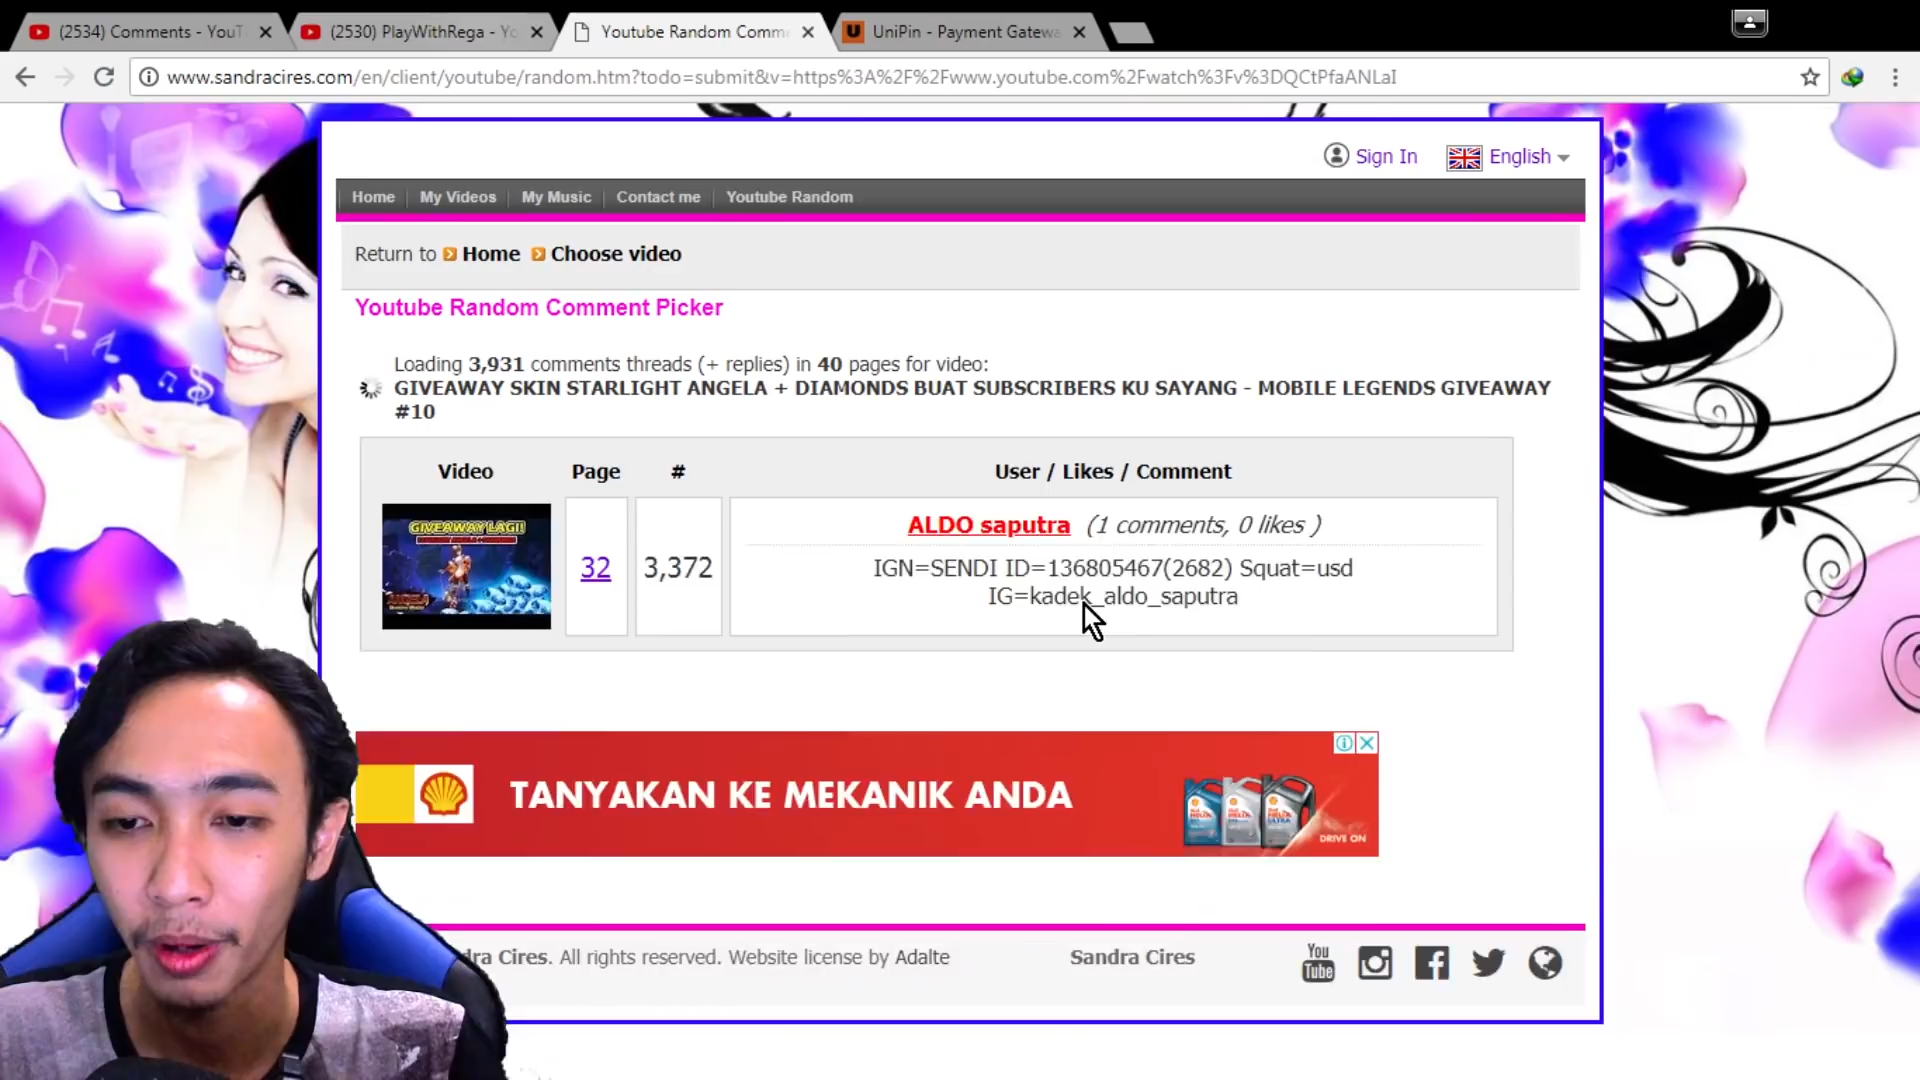 (2534) Comments - YouT
(2530) PlayWithRega - Yo
Youtube Random Comme
UniPin - Payment Gatewa
www.sandracires.com/en/client/youtube/random.htm?todo=submit&v=https%3A%2F%2Fwww.youtube.com%2Fwatch%3Fv%3DQCtPfaANLaI
Sign In English
Home My Videos My Music Contact me Youtube Random
Return to Home Choose video
Youtube Random Comment Picker
Loading 3,931 comments threads (+ replies) in 40 pages for video:
GIVEAWAY SKIN STARLIGHT ANGELA + DIAMONDS BUAT SUBSCRIBERS KU SAYANG - MOBILE LEGENDS GIVEAWAY
#10
Video Page # User / Likes / Comment
GIVEAWAY LAGI!
ANGELA
32
3,372
ALDO saputra (1 comments, 0 likes )
IGN=SENDI ID=136805467(2682) Squat=usd
IG=kadek_aldo_saputra
TANYAKAN KE MEKANIK ANDA
DRIVE ON
dra Cires. All rights reserved. Website license by Adalte
Sandra Cires
You
Tube